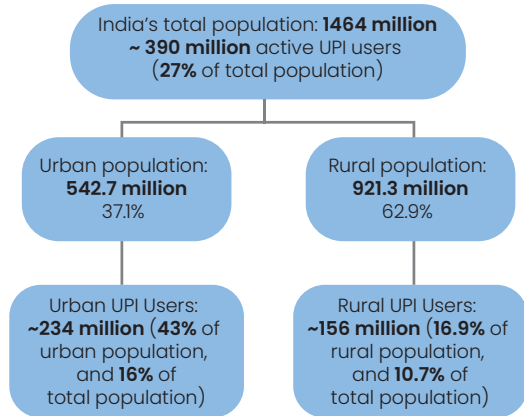 India’s total population: 1464 million
~ 390 million active UPI users
(27% of total population)
Urban population:
542.7 million
37.1%
Rural population:
921.3 million
62.9%
Urban UPI Users:
~234 million (43% of
urban population,
and 16% of
total population)
Rural UPI Users:
~156 million (16.9% of
rural population,
and 10.7% of
total population)